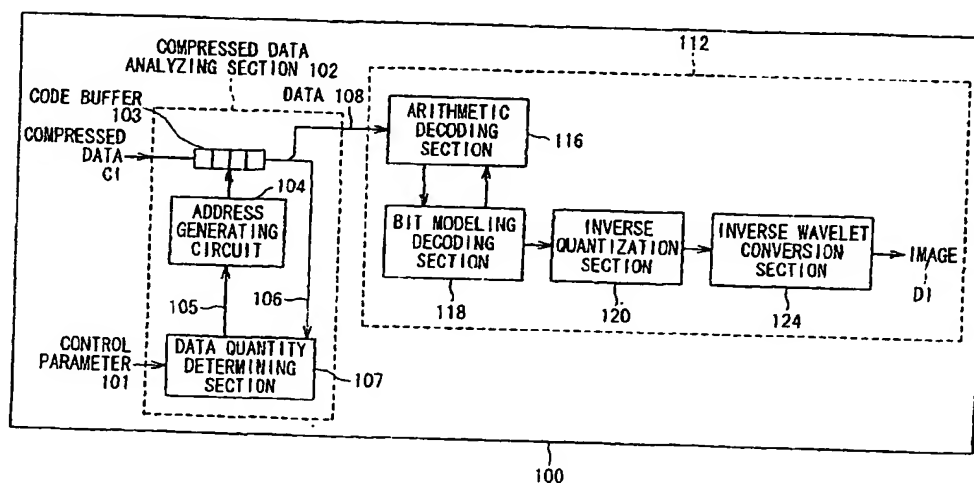 COMPRESSED DATA
ANALYZING SECTION 102
112
CODE BUFFER
103
DATA 108
COMPRESSED
DATA
C1
ARITHMETIC
DECODING
SECTION
116
104
ADDRESS
GENERATING
CIRCUIT
BIT MODELING
DECODING
SECTION
118
INVERSE
QUANTIZATION
SECTION
120
INVERSE WAVELET
CONVERSION
SECTION
124
IMAGE
D1
105
106
CONTROL
PARAMETER
101
DATA QUANTITY
DETERMINING
SECTION
107
100